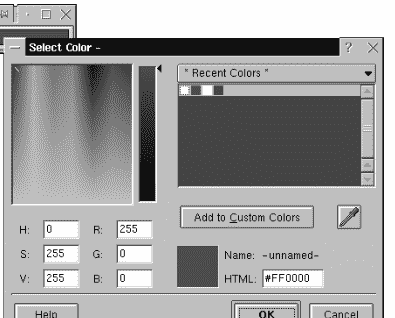 Select Color -
?
* Recent Colors *
Add to Custom Colors
H: 0 R: 255
S: 255 G: 0
V: 255 B: 0
Name: -unnamed-
HTML: #FF0000
Help OK Cancel